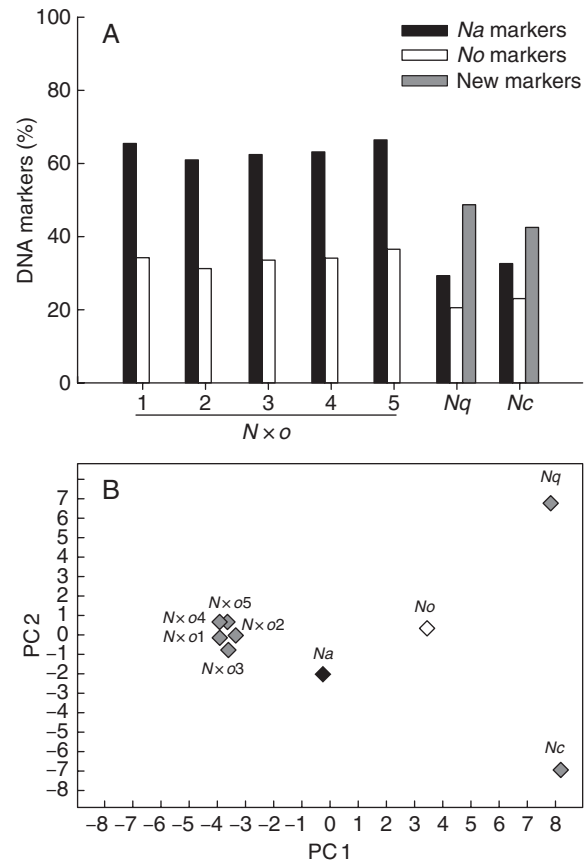 A
Na markers
No markers
New markers
DNA markers (%)
100
80
60
40
20
0
1 2 3 4 5 Nq Nc
N × o
B
PC 2
7
6
5
4
3
2
1
0
−1
−2
−3
−4
−5
−6
−7
−8
Nq
N×o5
N×o4
N×o2
N×o1
N×o3
No
Na
Nc
−8 −7 −6 −5 −4 −3 −2 −1 0 1 2 3 4 5 6 7 8
PC 1